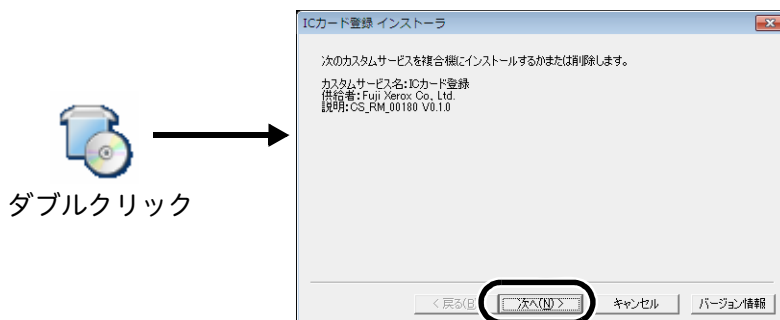 ダブルクリック
ICカード登録 インストーラ
次のカスタムサービスを複合機にインストールするかまたは削除します。
カスタムサービス名:ICカード登録
供給者:Fuji Xerox Co., Ltd.
説明:CS_RM_00180 V0.1.0
< 戻る(B)
次へ(N) >
キャンセル
バージョン情報